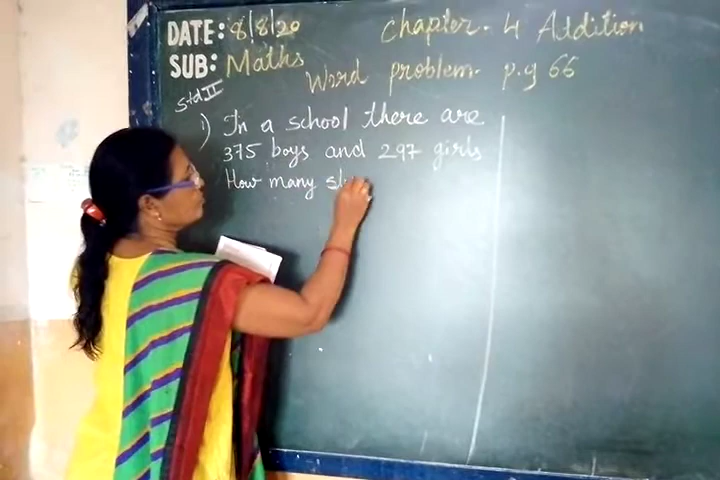 DATE: 8/8/20
Chapter. 4 Addition
SUB: Maths
Word problem. p.g 66
Std II
1) In a school there are
375 boys and 297 girls
How many